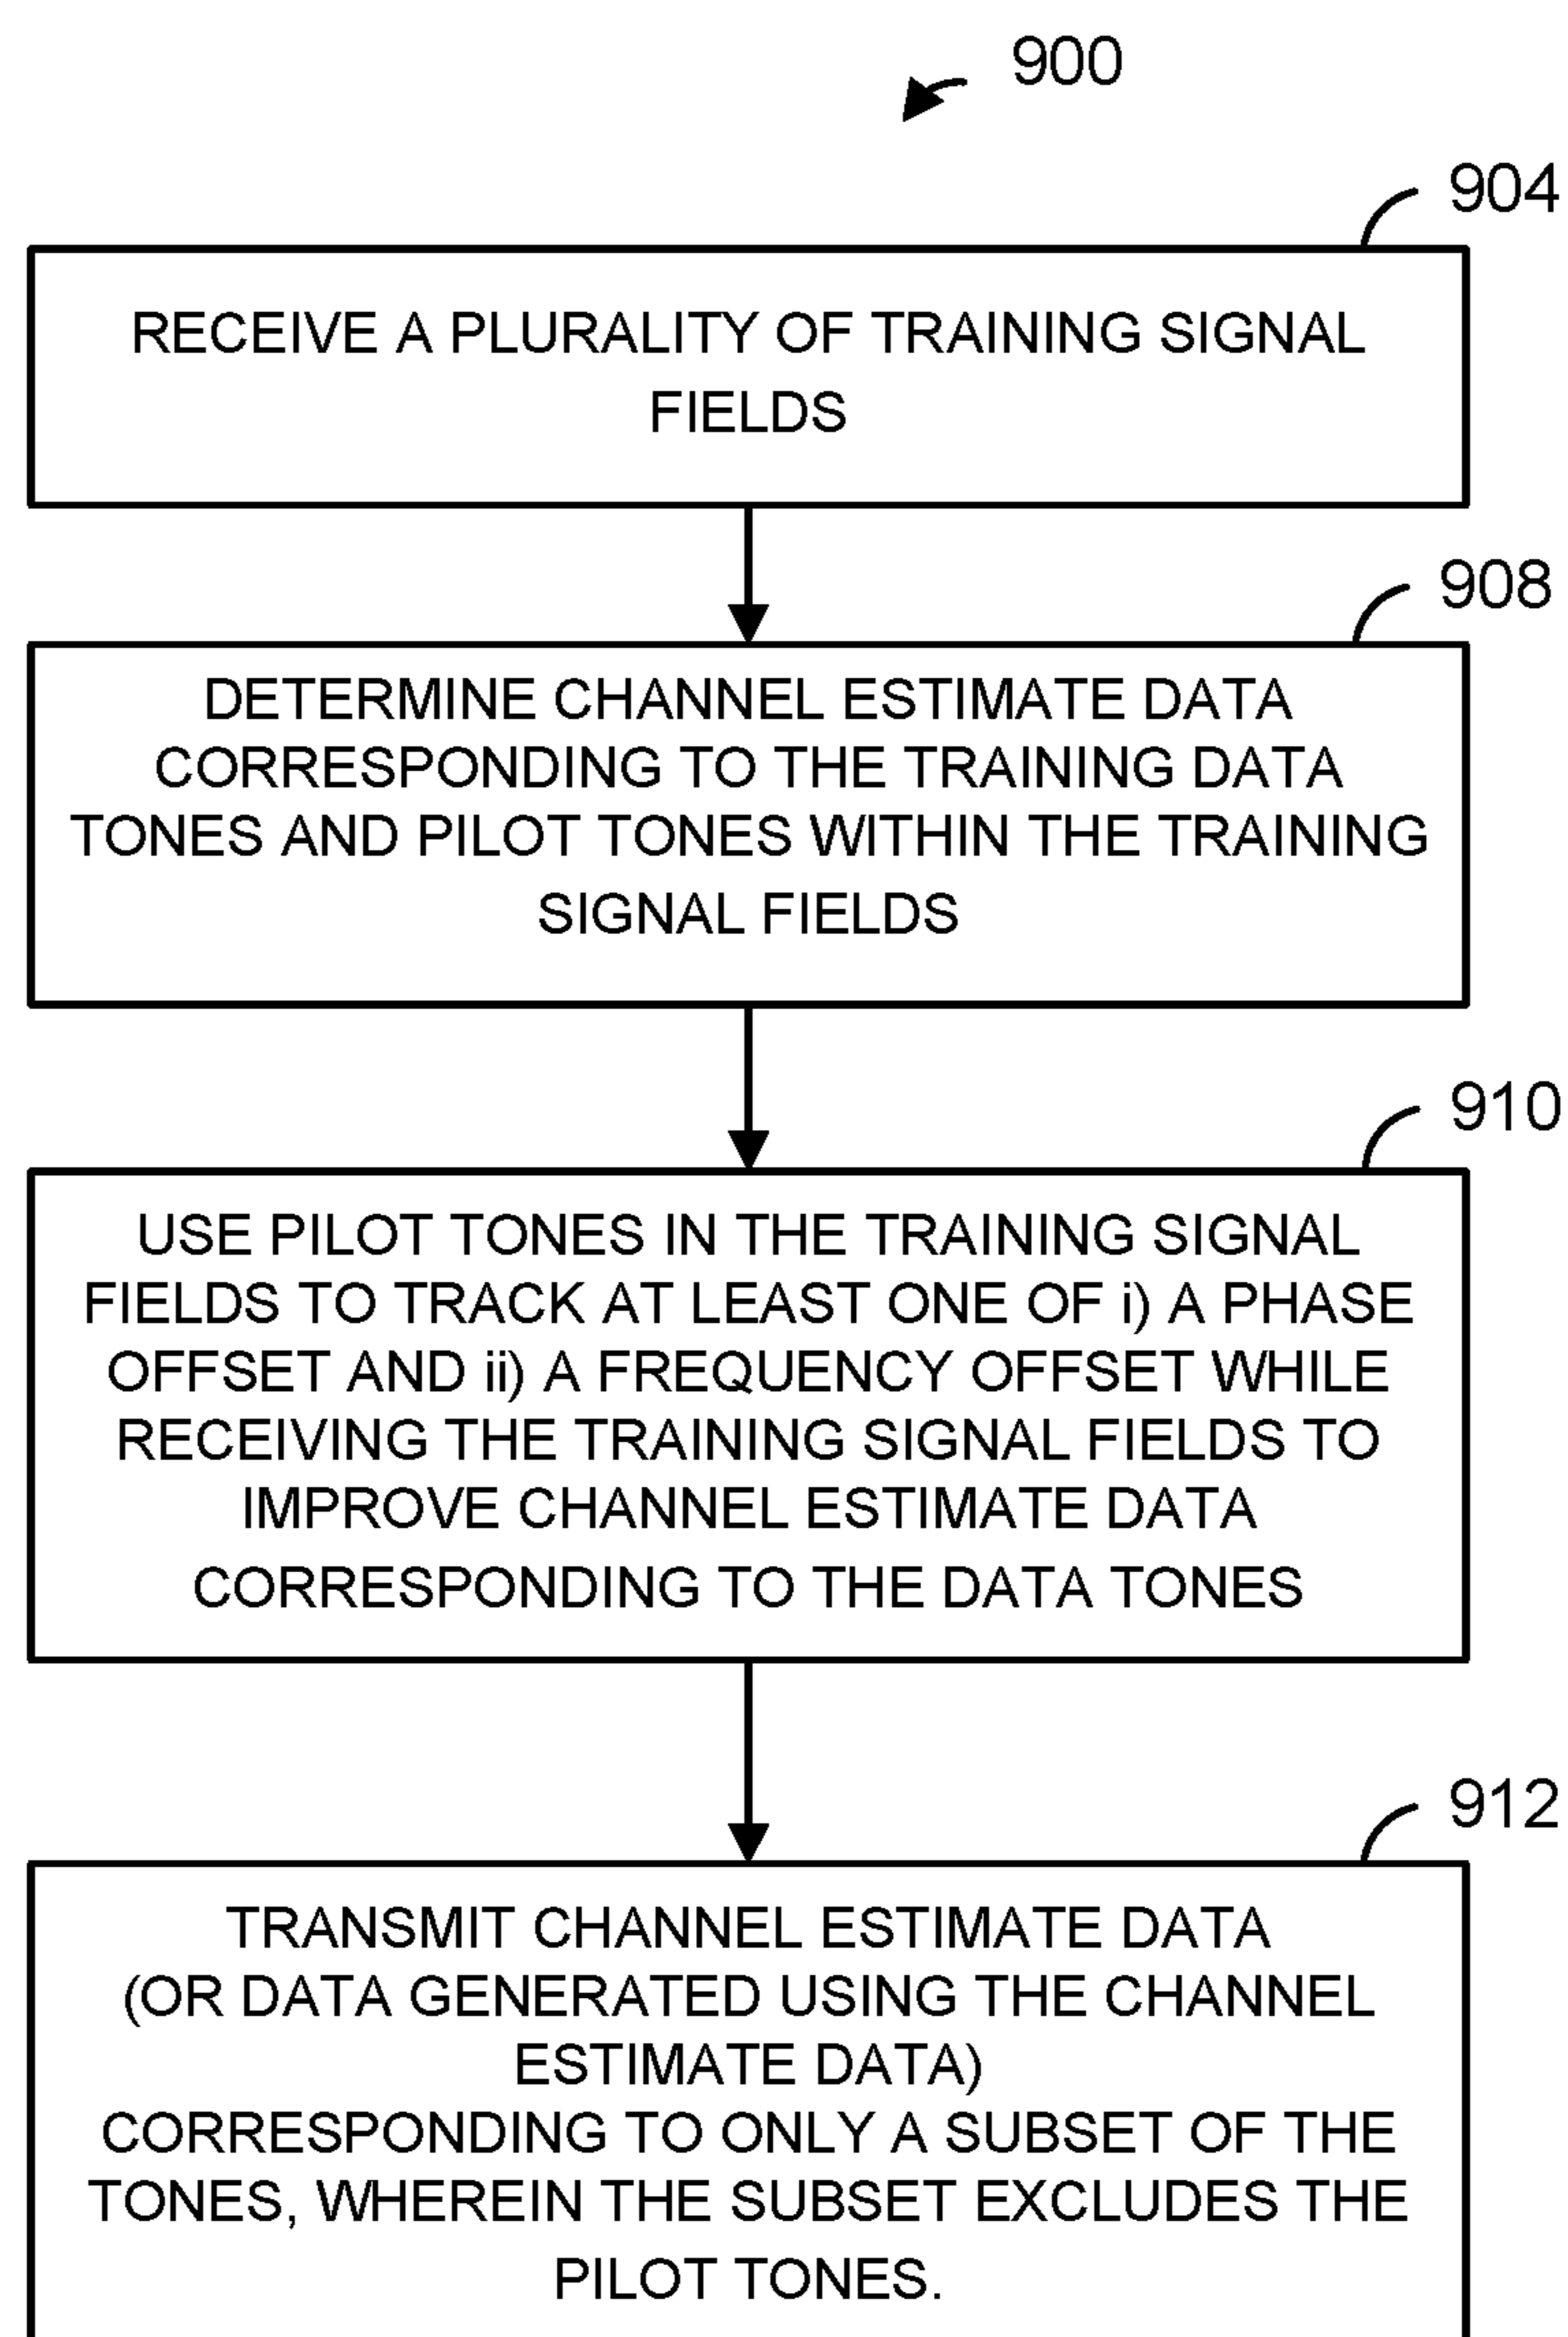 900
904
RECEIVE A PLURALITY OF TRAINING SIGNAL
FIELDS
908
DETERMINE CHANNEL ESTIMATE DATA
CORRESPONDING TO THE TRAINING DATA
TONES AND PILOT TONES WITHIN THE TRAINING
SIGNAL FIELDS
910
USE PILOT TONES IN THE TRAINING SIGNAL
FIELDS TO TRACK AT LEAST ONE OF i) A PHASE
OFFSET AND ii) A FREQUENCY OFFSET WHILE
RECEIVING THE TRAINING SIGNAL FIELDS TO
IMPROVE CHANNEL ESTIMATE DATA
CORRESPONDING TO THE DATA TONES
912
TRANSMIT CHANNEL ESTIMATE DATA
(OR DATA GENERATED USING THE CHANNEL
ESTIMATE DATA)
CORRESPONDING TO ONLY A SUBSET OF THE
TONES, WHEREIN THE SUBSET EXCLUDES THE
PILOT TONES.